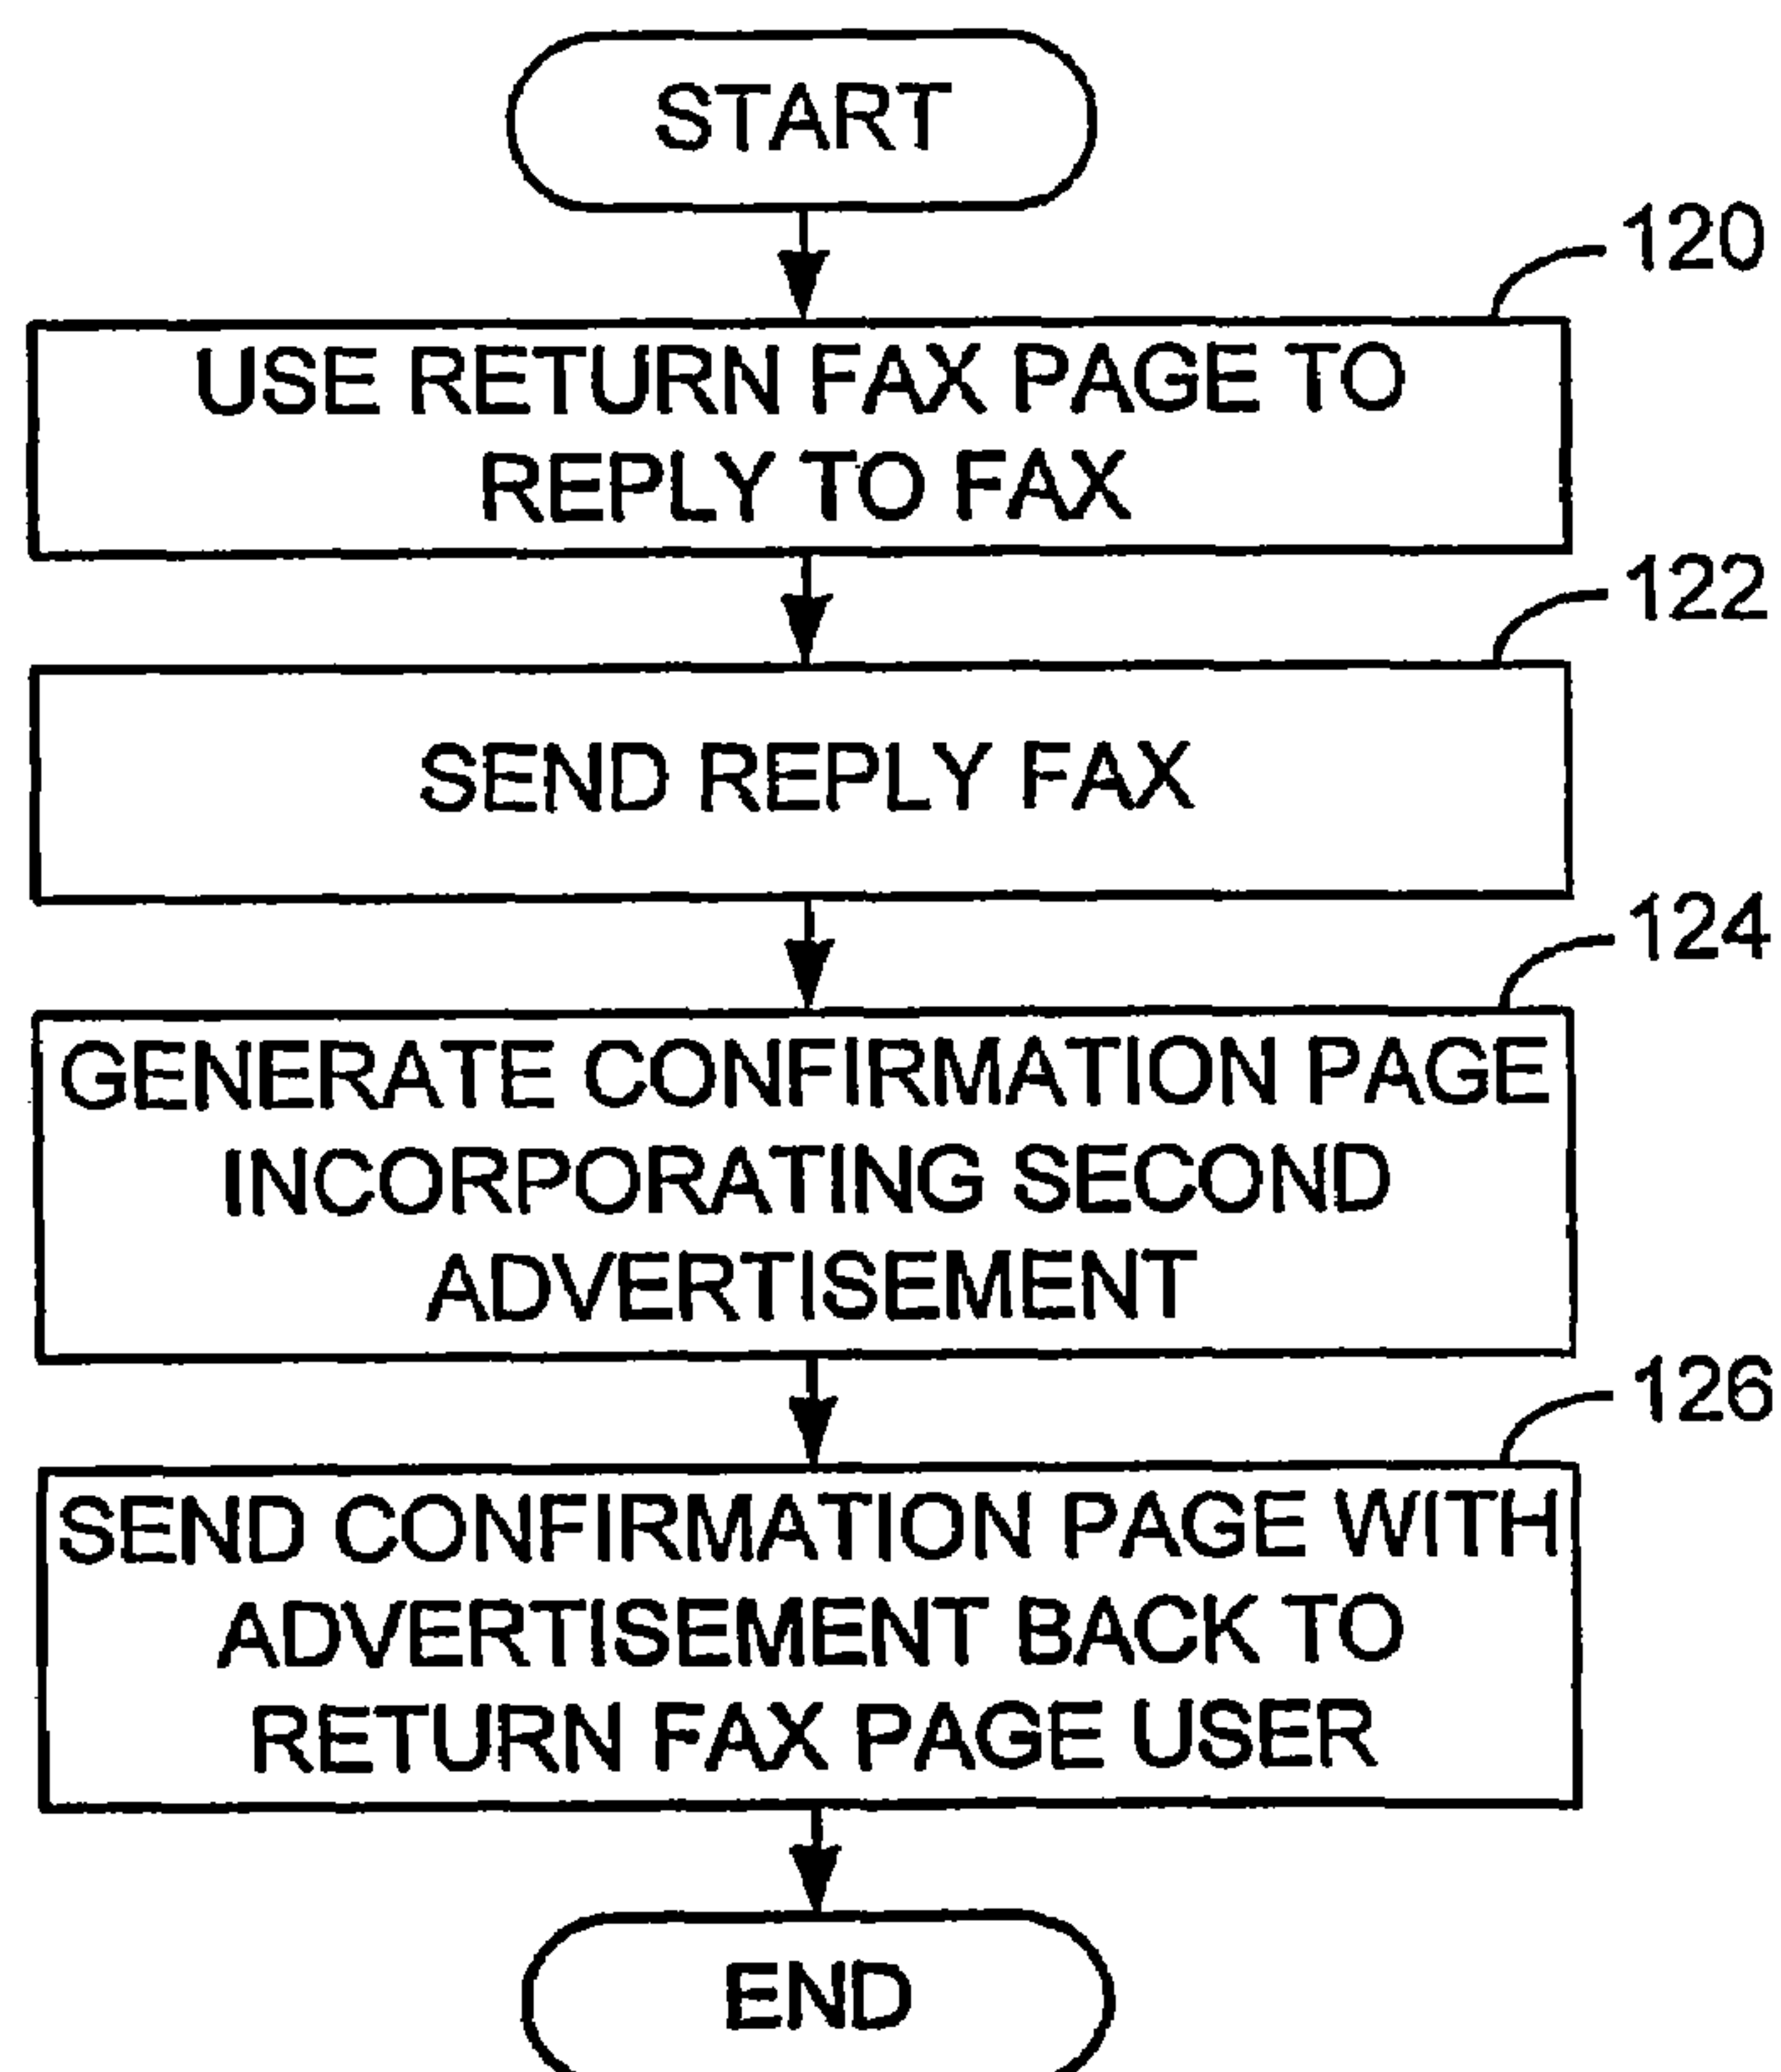 START
120
USE RETURN FAX PAGE TO
REPLY TO FAX
122
SEND REPLY FAX
124
GENERATE CONFIRMATION PAGE
INCORPORATING SECOND
ADVERTISEMENT
126
SEND CONFIRMATION PAGE WITH
ADVERTISEMENT BACK TO
RETURN FAX PAGE USER
END